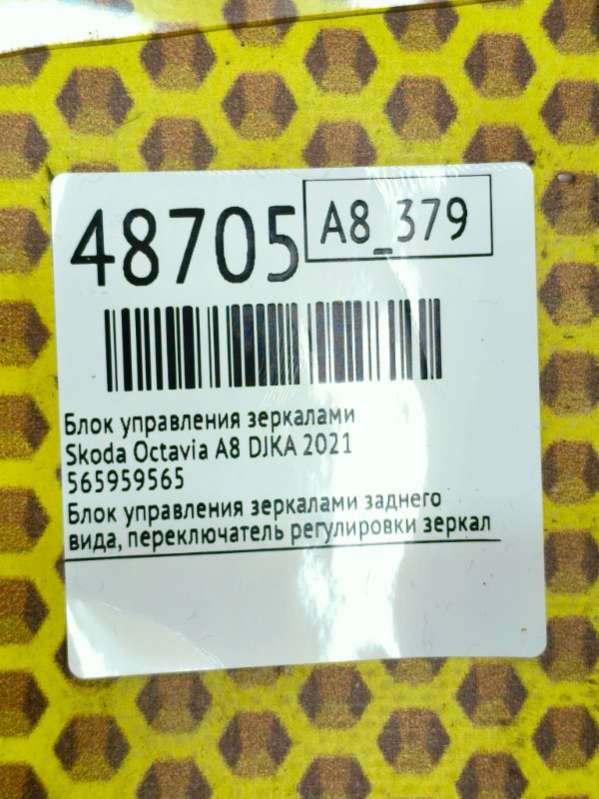 48705
A8_379
Блок управления зеркалами
Skoda Octavia A8 DJKA 2021
565959565
Блок управления зеркалами заднего
вида, переключатель регулировки зеркал